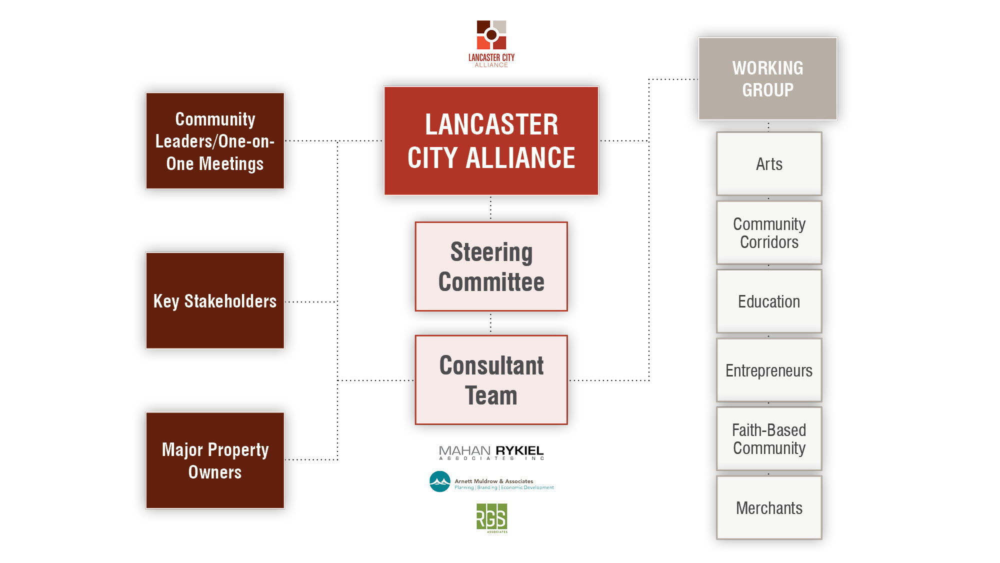 LANCASTER CITY
ALLIANCE
Community
Leaders/One-on-
One Meetings
Key Stakeholders
Major Property
Owners
LANCASTER
CITY ALLIANCE
Steering
Committee
Consultant
Team
MAHAN RYKIEL
ASSOCIATES INC
Arnett Muldrow & Associates
Planning | Branding | Economic Development
RGS
ASSOCIATES
WORKING
GROUP
Arts
Community
Corridors
Education
Entrepreneurs
Faith-Based
Community
Merchants